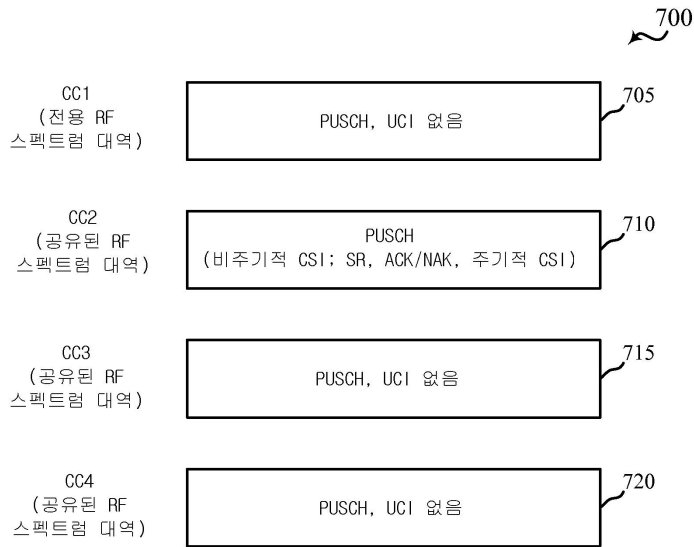 700
CC1
(전용 RF
스펙트럼 대역)
PUSCH, UCI 없음
705
CC2
(공유된 RF
스펙트럼 대역)
PUSCH
(비주기적 CSI; SR, ACK/NAK, 주기적 CSI)
710
CC3
(공유된 RF
스펙트럼 대역)
PUSCH, UCI 없음
715
CC4
(공유된 RF
스펙트럼 대역)
PUSCH, UCI 없음
720